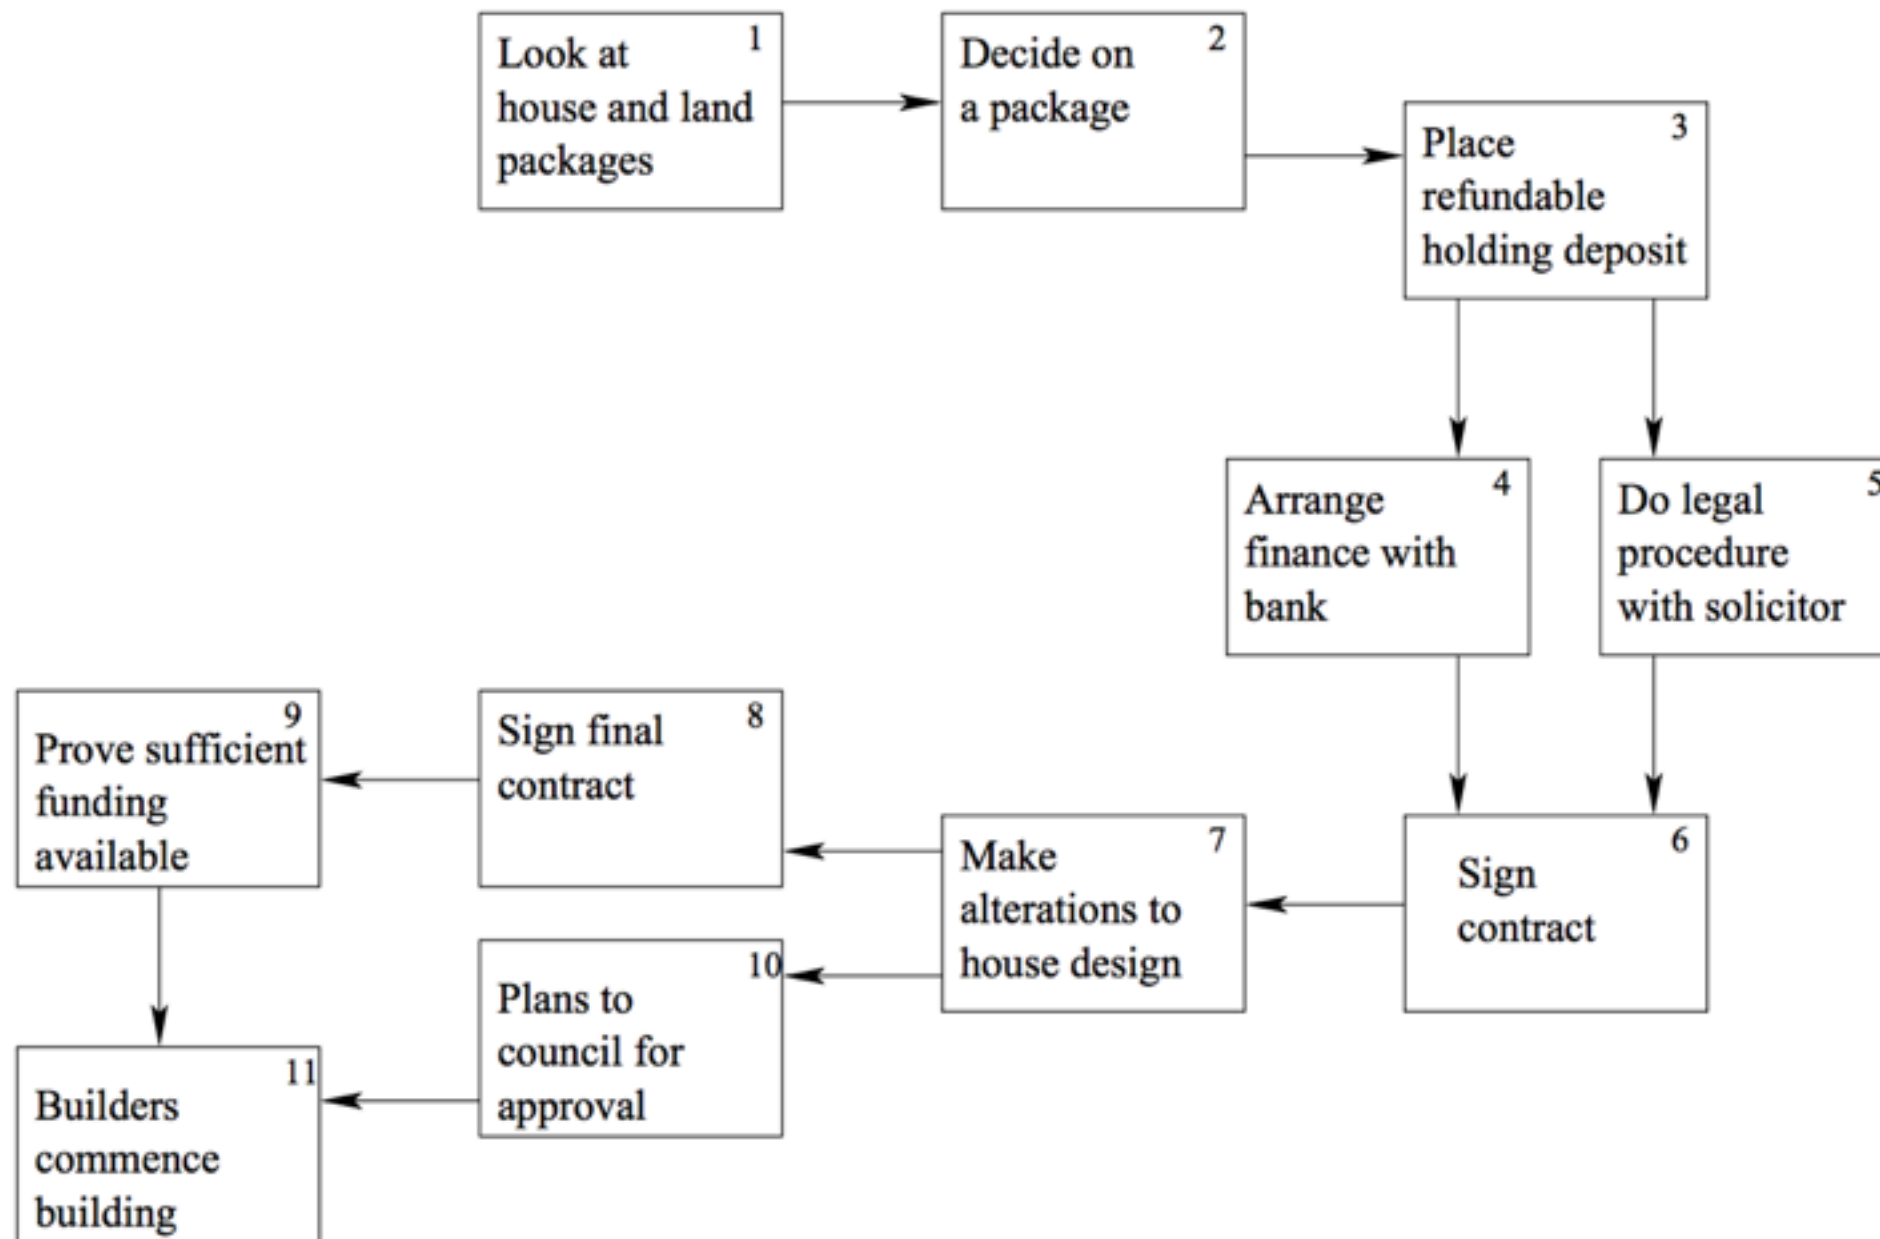 1
Look at
house and land
packages
2
Decide on
a package
3
Place
refundable
holding deposit
4
Arrange
finance with
bank
5
Do legal
procedure
with solicitor
6
Sign
contract
7
Make
alterations to
house design
8
Sign final
contract
9
Prove sufficient
funding
available
10
Plans to
council for
approval
11
Builders
commence
building